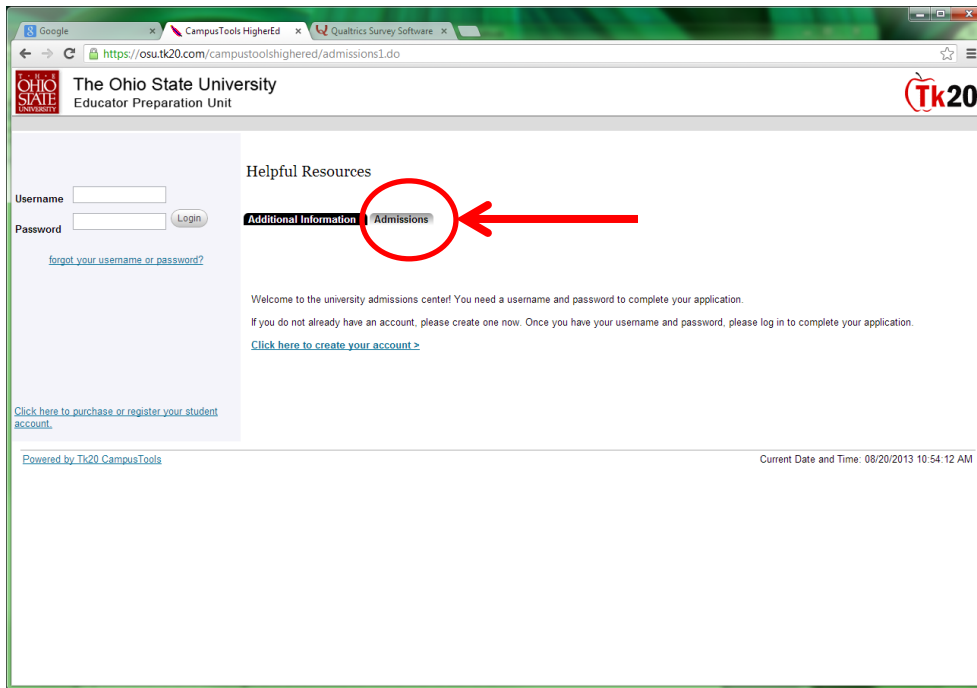 Google
CampusTools HigherEd
Qualtrics Survey Software
https://osu.tk20.com/campustoolshighered/admissions1.do
T · H · E
OHIO
STATE
UNIVERSITY
The Ohio State University
Educator Preparation Unit
Tk20
Helpful Resources
Username
Password
Login
forgot your username or password?
Additional Information
Admissions
Welcome to the university admissions center! You need a username and password to complete your application.
If you do not already have an account, please create one now. Once you have your username and password, please log in to complete your application.
Click here to create your account >
Click here to purchase or register your student
account.
Powered by Tk20 CampusTools
Current Date and Time: 08/20/2013 10:54:12 AM